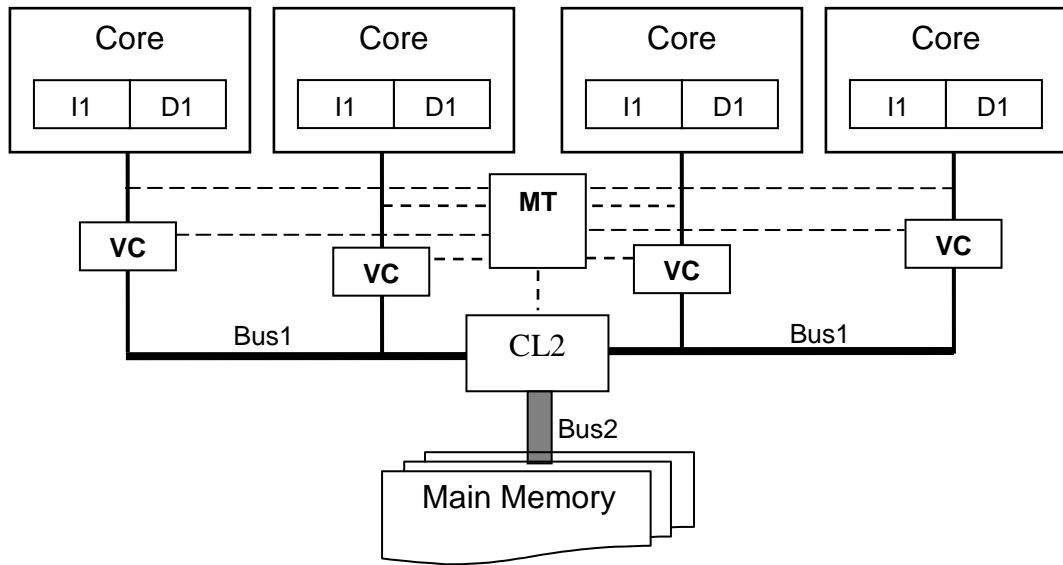 Core Core Core Core
I1 D1 I1 D1 I1 D1 I1 D1
MT
VC VC VC VC
Bus1 CL2 Bus1
Bus2
Main Memory